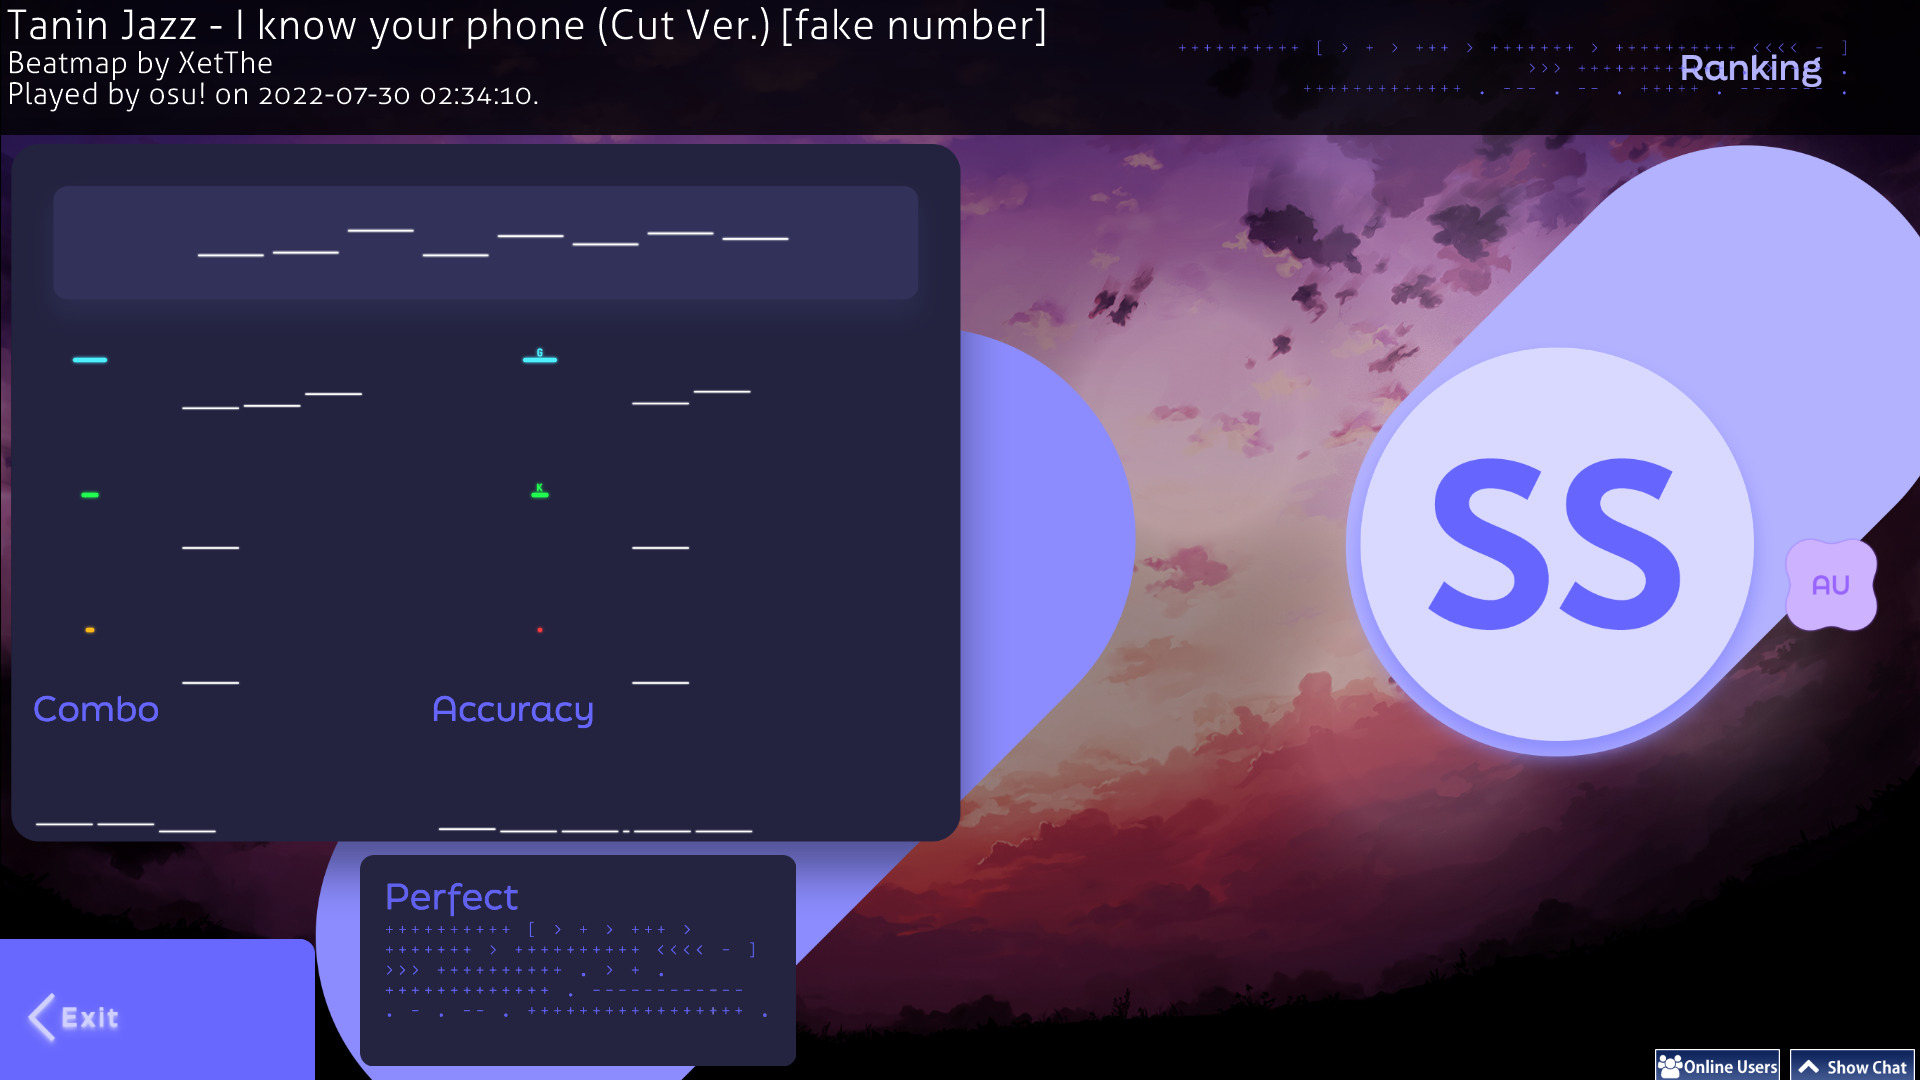 Tanin Jazz - I know your phone (Cut Ver.) [fake number]
Beatmap by XetThe
Played by osu! on 2022-07-30 02:34:10.
++++++++++ [ > + > +++ > +++++++ > ++++++++++ <<<< - ]
Ranking
G
K
Combo
Accuracy
SS
AU
Perfect
++++++++++ [ > + > +++ >
+++++++ > ++++++++++ <<<< - ]
>>> ++++++++++ . > + .
+++++++++++++ . ------------
. - . -- . +++++++++++++++++ .
Exit
Online Users
Show Chat